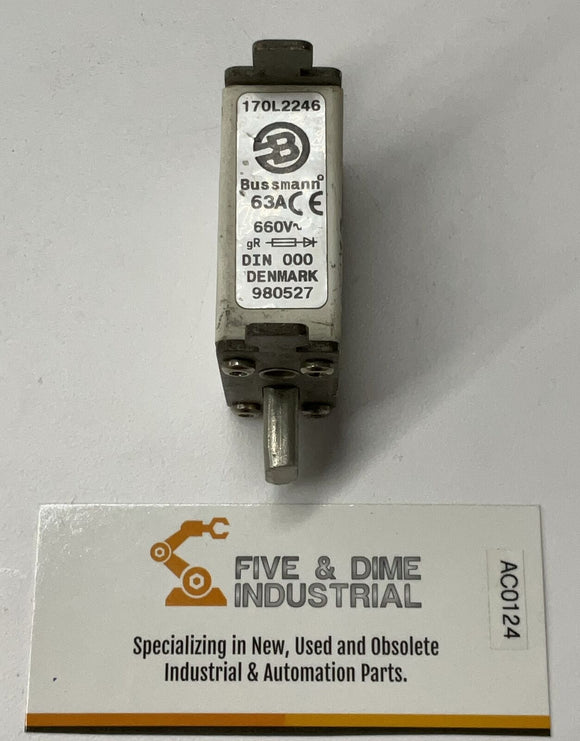 170L2246
B
Bussmann
63A CE
660V~
gR
DIN 000
DENMARK
980527
FIVE & DIME
INDUSTRIAL
Specializing in New, Used and Obsolete
Industrial & Automation Parts.
AC0124